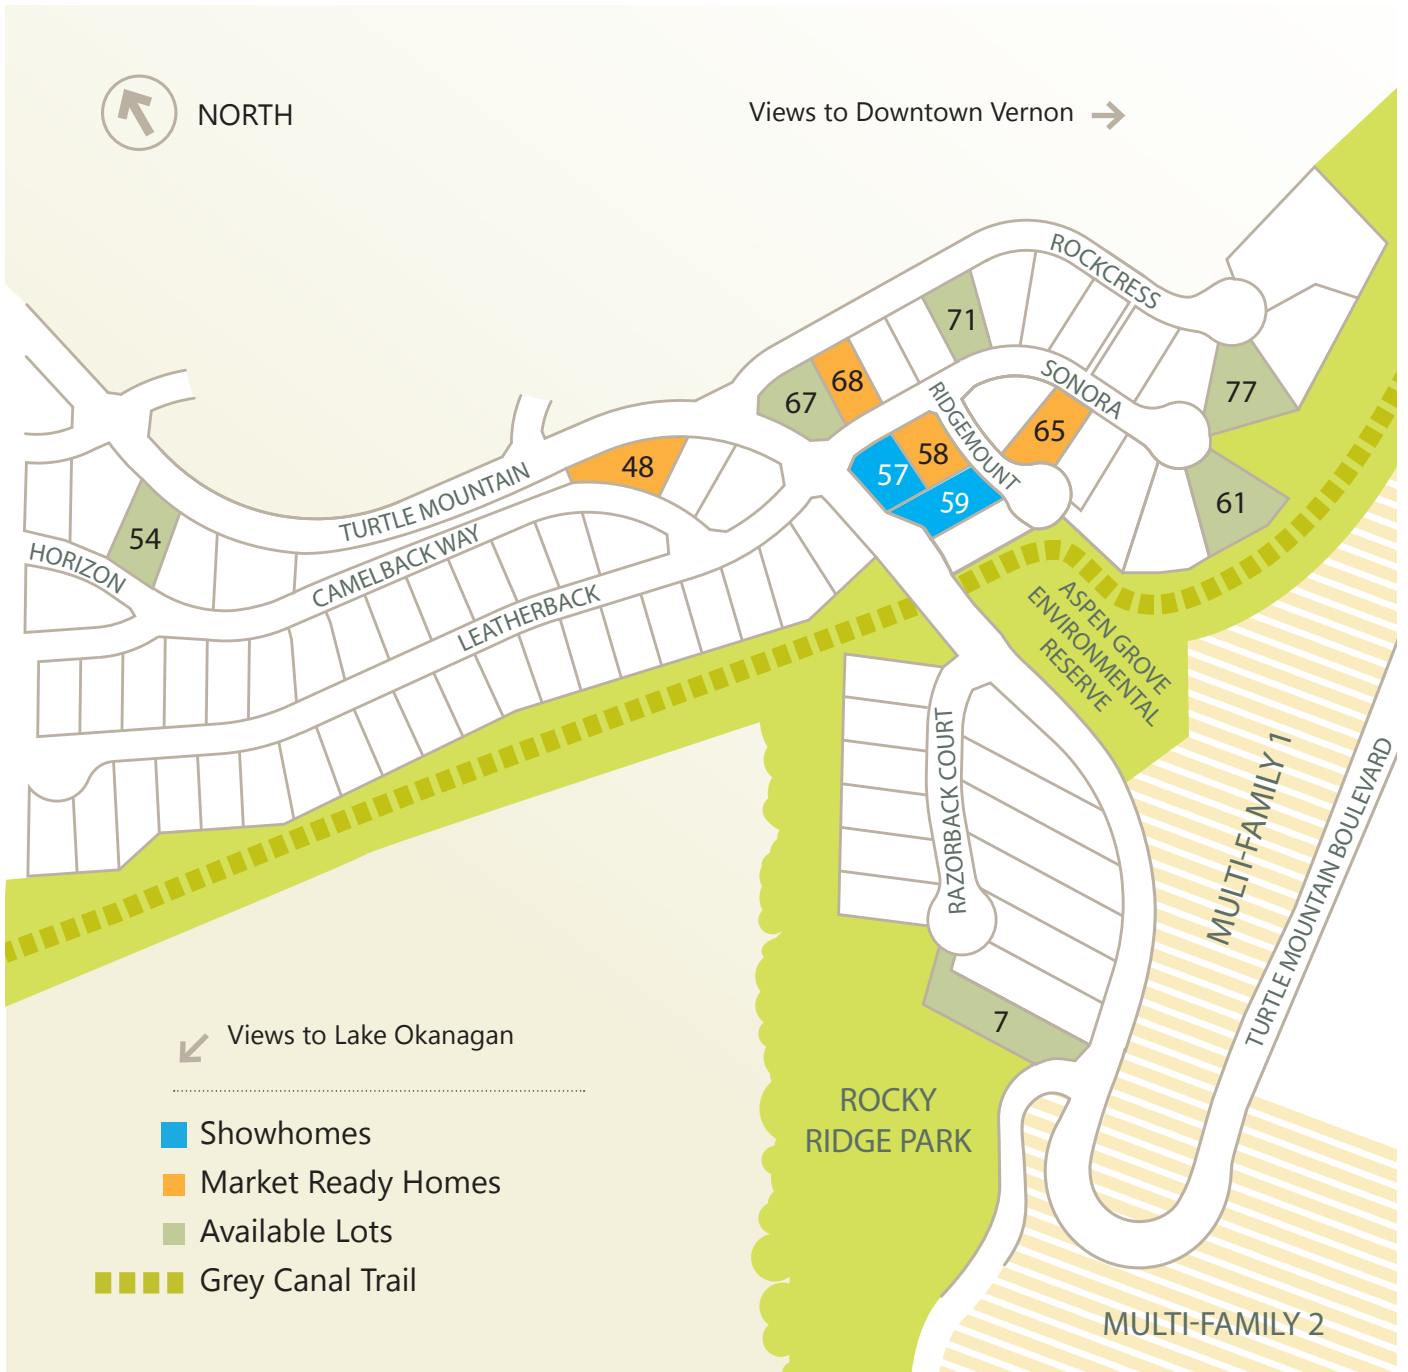 NORTH
Views to Downtown Vernon
ROCKCRESS
71
SONORA
68
67
77
RIDGEMOUNT
65
58
57
59
61
48
TURTLE MOUNTAIN
54
HORIZON
CAMELBACK WAY
LEATHERBACK
ASPEN GROVE
ENVIRONMENTAL
RESERVE
RAZORBACK COURT
MULTI-FAMILY 1
TURTLE MOUNTAIN BOULEVARD
7
Views to Lake Okanagan
ROCKY
RIDGE PARK
Showhomes
Market Ready Homes
Available Lots
Grey Canal Trail
MULTI-FAMILY 2